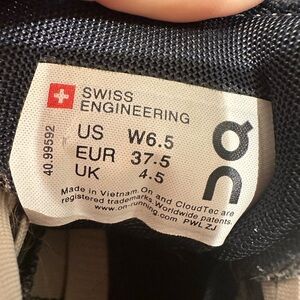 SWISS
ENGINEERING
US W6.5
EUR 37.5
UK 4.5
40.99592
Made in Vietnam. On and CloudTec are
registered trademarks. Worldwide patents.
www.on-running.com PWL ZJ
On